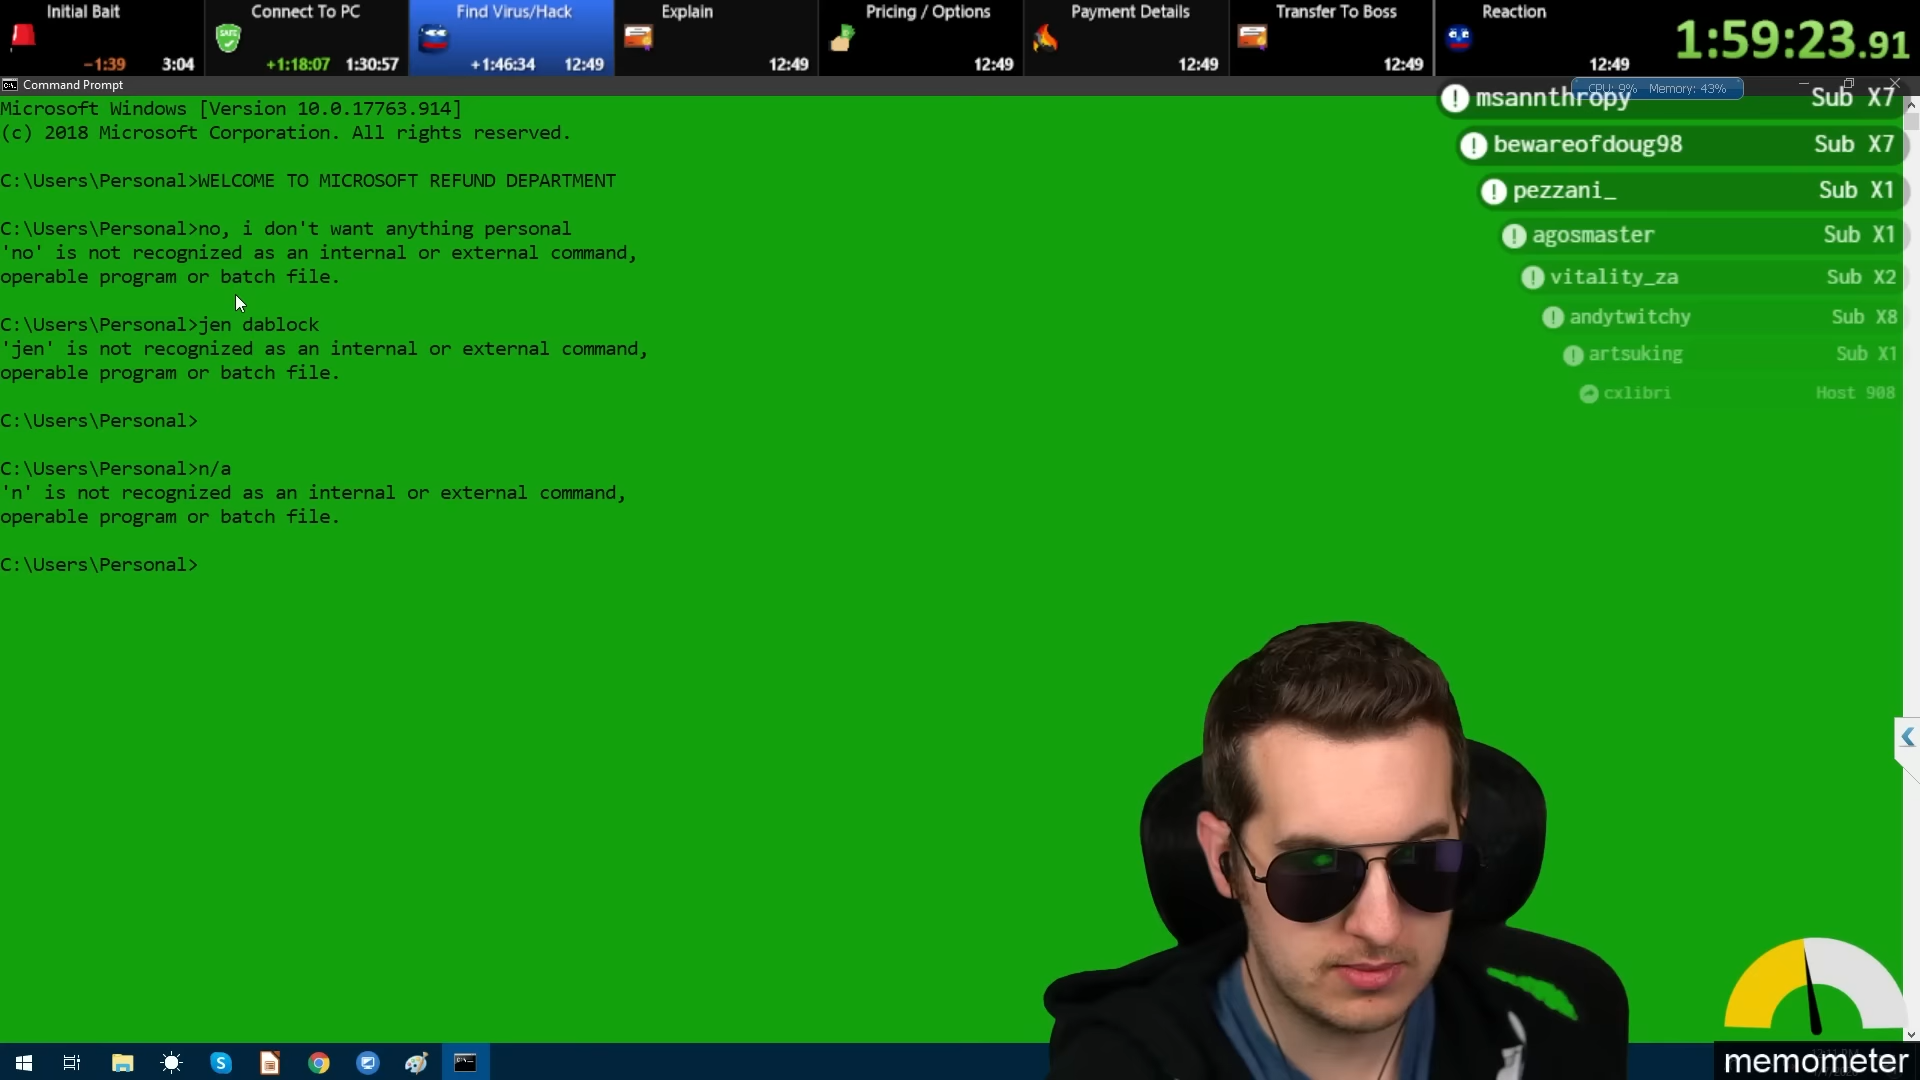 Initial Bait
-1:39 3:04
Connect To PC
+1:18:07 1:30:57
Find Virus/Hack
+1:46:34 12:49
Explain
12:49
Pricing / Options
12:49
Payment Details
12:49
Transfer To Boss
12:49
Reaction
12:49
1:59:23.91
Command Prompt
CPU: 9% Memory: 43%
Microsoft Windows [Version 10.0.17763.914]
(c) 2018 Microsoft Corporation. All rights reserved.
C:\Users\Personal>WELCOME TO MICROSOFT REFUND DEPARTMENT
C:\Users\Personal>no, i don't want anything personal
'no' is not recognized as an internal or external command,
operable program or batch file.
C:\Users\Personal>jen dablock
'jen' is not recognized as an internal or external command,
operable program or batch file.
C:\Users\Personal>
C:\Users\Personal>n/a
'n' is not recognized as an internal or external command,
operable program or batch file.
C:\Users\Personal>
msannthropy Sub X7
bewareofdoug98 Sub X7
pezzani_ Sub X1
agosmaster Sub X1
vitality_za Sub X2
andytwitchy Sub X8
artsuking Sub X1
cxlibri Host 908
memometer